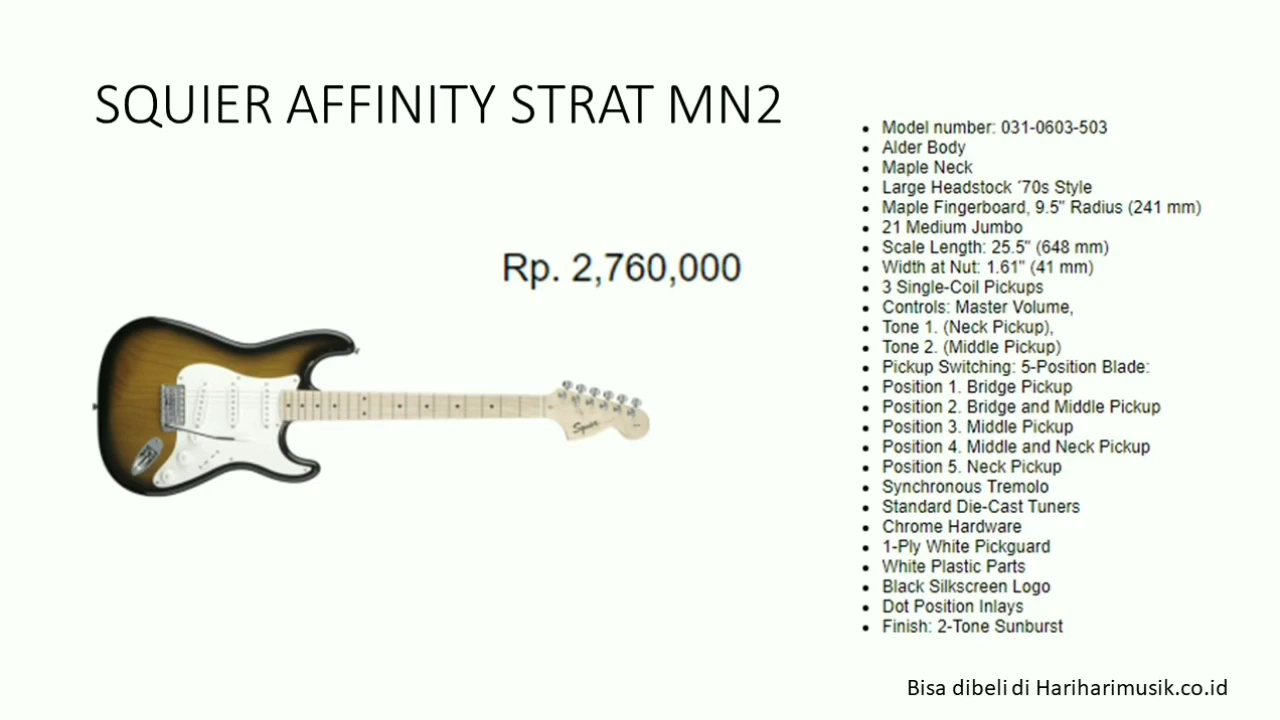 SQUIER AFFINITY STRAT MN2
Rp. 2,760,000
Squier
• Model number: 031-0603-503
• Alder Body
• Maple Neck
• Large Headstock ´70s Style
• Maple Fingerboard, 9.5" Radius (241 mm)
• 21 Medium Jumbo
• Scale Length: 25.5" (648 mm)
• Width at Nut: 1.61" (41 mm)
• 3 Single-Coil Pickups
• Controls: Master Volume,
• Tone 1. (Neck Pickup),
• Tone 2. (Middle Pickup)
• Pickup Switching: 5-Position Blade:
• Position 1. Bridge Pickup
• Position 2. Bridge and Middle Pickup
• Position 3. Middle Pickup
• Position 4. Middle and Neck Pickup
• Position 5. Neck Pickup
• Synchronous Tremolo
• Standard Die-Cast Tuners
• Chrome Hardware
• 1-Ply White Pickguard
• White Plastic Parts
• Black Silkscreen Logo
• Dot Position Inlays
• Finish: 2-Tone Sunburst
Bisa dibeli di Hariharimusik.co.id